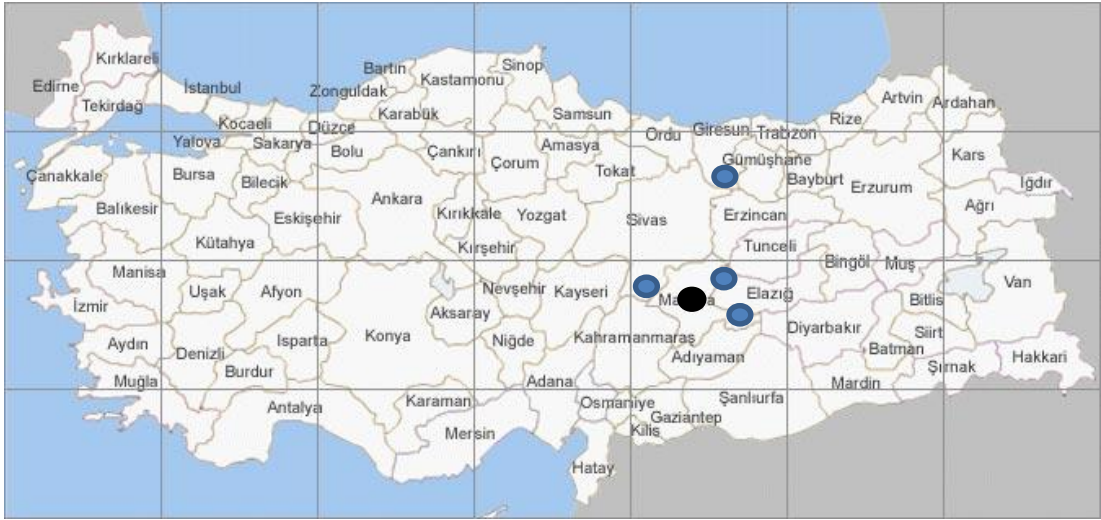 Kırklareli
Edirne
Tekirdağ
İstanbul
Kocaeli
Yalova
Sakarya
Düzce
Zonguldak
Bartın
Karabük
Kastamonu
Sinop
Samsun
Çankırı
Çorum
Amasya
Tokat
Ordu
Giresun
Trabzon
Rize
Artvin
Ardahan
Kars
Iğdır
Ağrı
Gümüşhane
Bayburt
Erzurum
Çanakkale
Bursa
Bilecik
Bolu
Ankara
Balıkesir
Eskişehir
Kütahya
Kırıkkale
Yozgat
Kırşehir
Sivas
Erzincan
Tunceli
Bingöl
Muş
Van
Manisa
İzmir
Uşak
Afyon
Aksaray
Nevşehir
Kayseri
Elazığ
Bitlis
Siirt
Batman
Diyarbakır
Aydın
Denizli
Isparta
Burdur
Konya
Niğde
Kahramanmaraş
Adıyaman
Şırnak
Hakkari
Mardin
Muğla
Antalya
Karaman
Mersin
Adana
Osmaniye
Gaziantep
Kilis
Şanlıurfa
Hatay